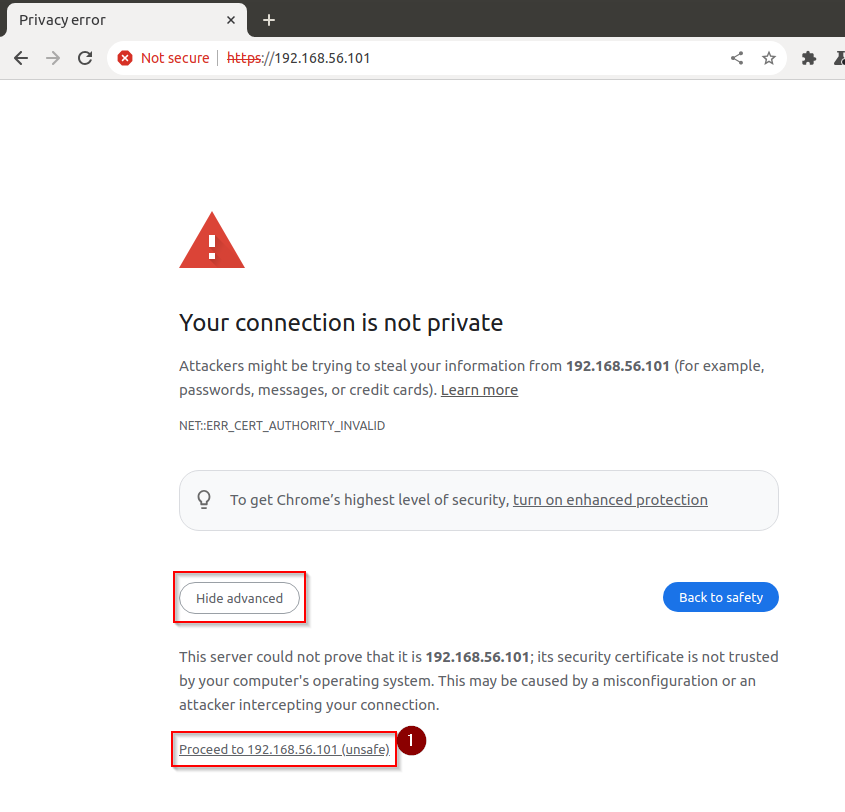 Privacy error
Not secure https://192.168.56.101
Your connection is not private
Attackers might be trying to steal your information from 192.168.56.101 (for example,
passwords, messages, or credit cards). Learn more
NET::ERR_CERT_AUTHORITY_INVALID
To get Chrome’s highest level of security, turn on enhanced protection
Hide advanced
Back to safety
This server could not prove that it is 192.168.56.101; its security certificate is not trusted
by your computer's operating system. This may be caused by a misconfiguration or an
attacker intercepting your connection.
Proceed to 192.168.56.101 (unsafe)
1